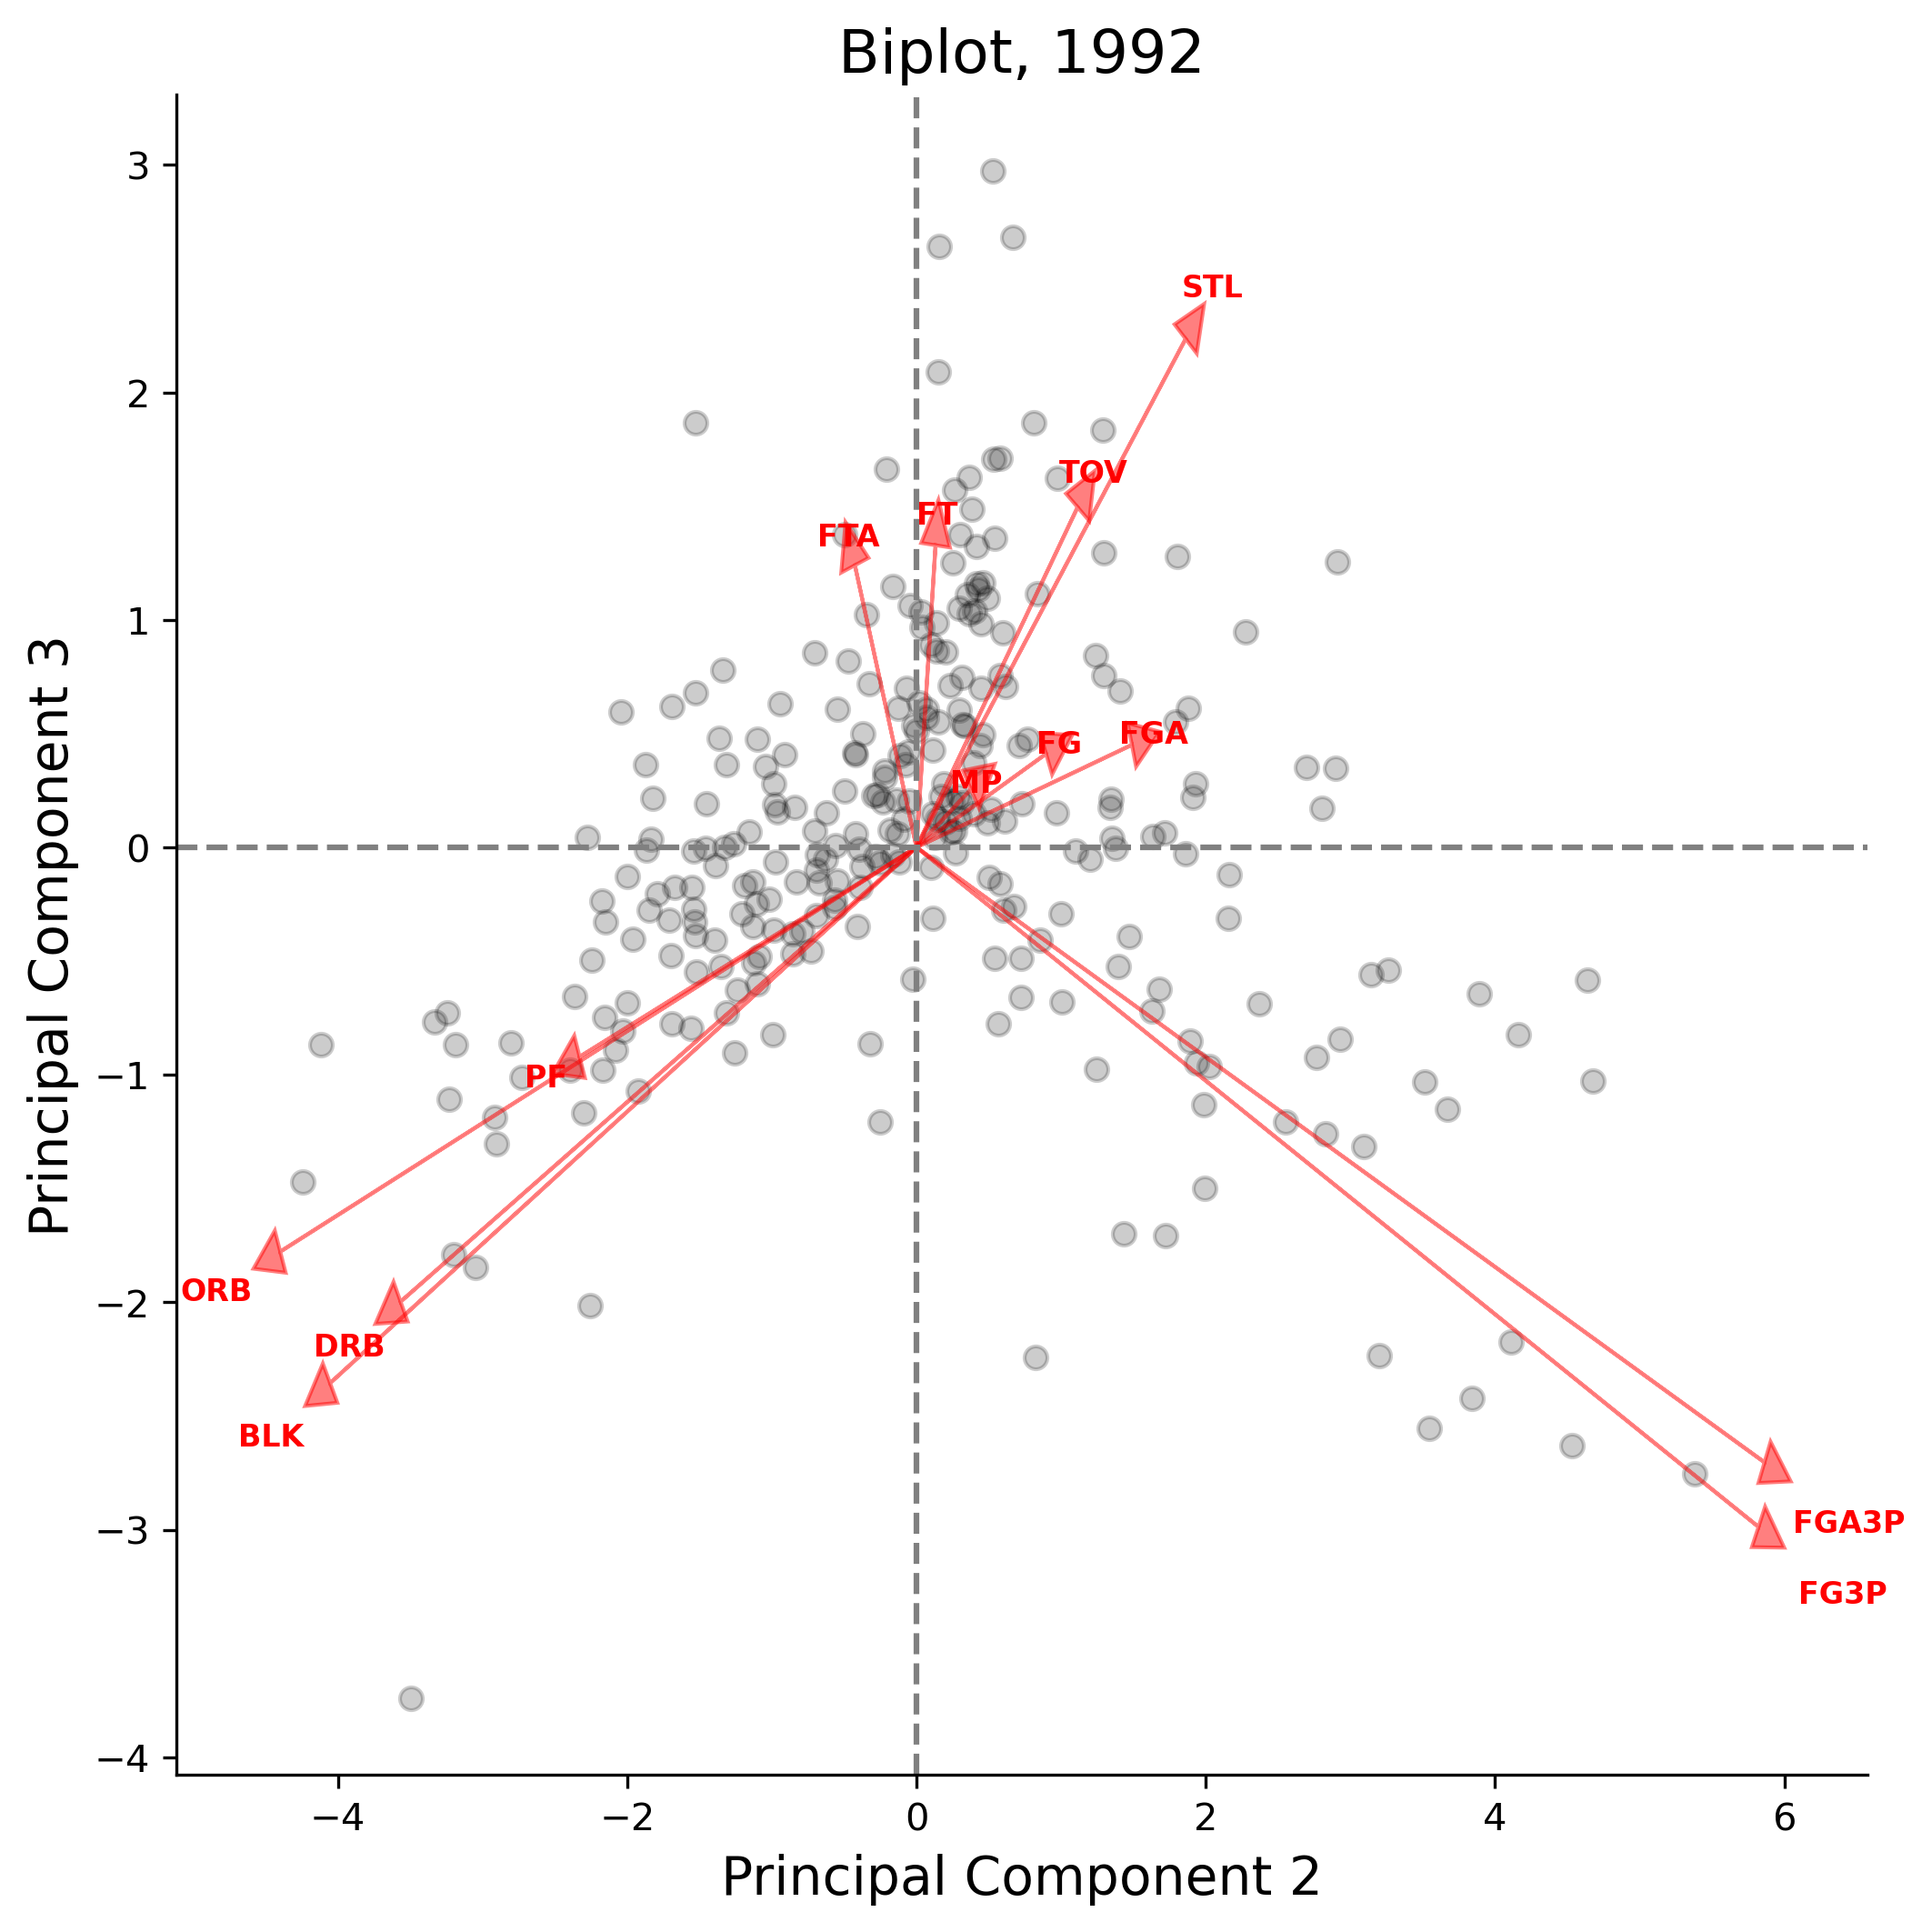 Biplot, 1992
Principal Component 3
3
2
1
0
−1
−2
−3
−4
STL
TOV
FT
FTA
FGA
FG
MP
PF
ORB
DRB
BLK
FGA3P
FG3P
−4
−2
0
2
4
6
Principal Component 2